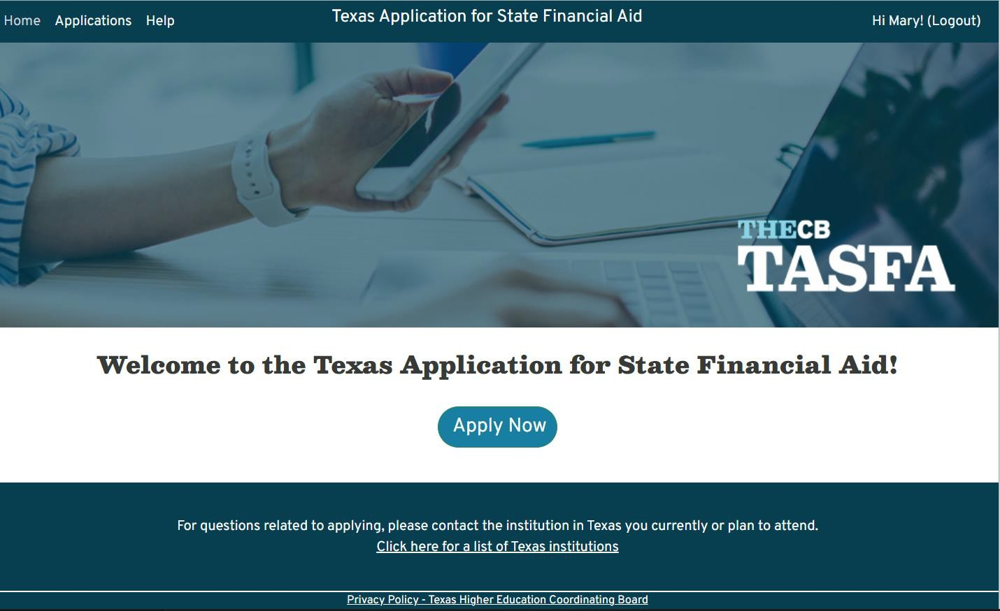 Home Applications Help
Texas Application for State Financial Aid
Hi Mary! (Logout)
THECB
TASFA
Welcome to the Texas Application for State Financial Aid!
Apply Now
For questions related to applying, please contact the institution in Texas you currently or plan to attend.
Click here for a list of Texas institutions
Privacy Policy - Texas Higher Education Coordinating Board